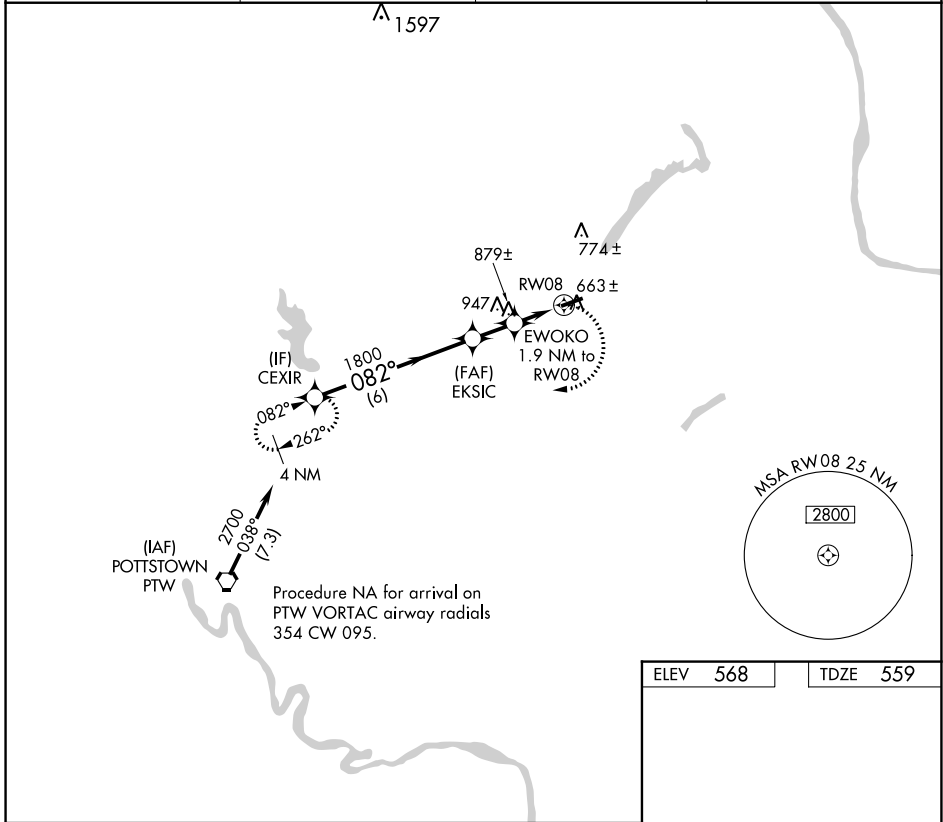 1597
774±
879±
RW08
663±
947
EWOKO
1.9 NM to
RW08
(IF)
CEXIR
1800
082°
(6)
(FAF)
EKSIC
082°
262°
4 NM
2700
038°
(7.3)
(IAF)
POTTSTOWN
PTW
Procedure NA for arrival on
PTW VORTAC airway radials
354 CW 095.
MSA RW08 25 NM
2800
ELEV 568
TDZE 559